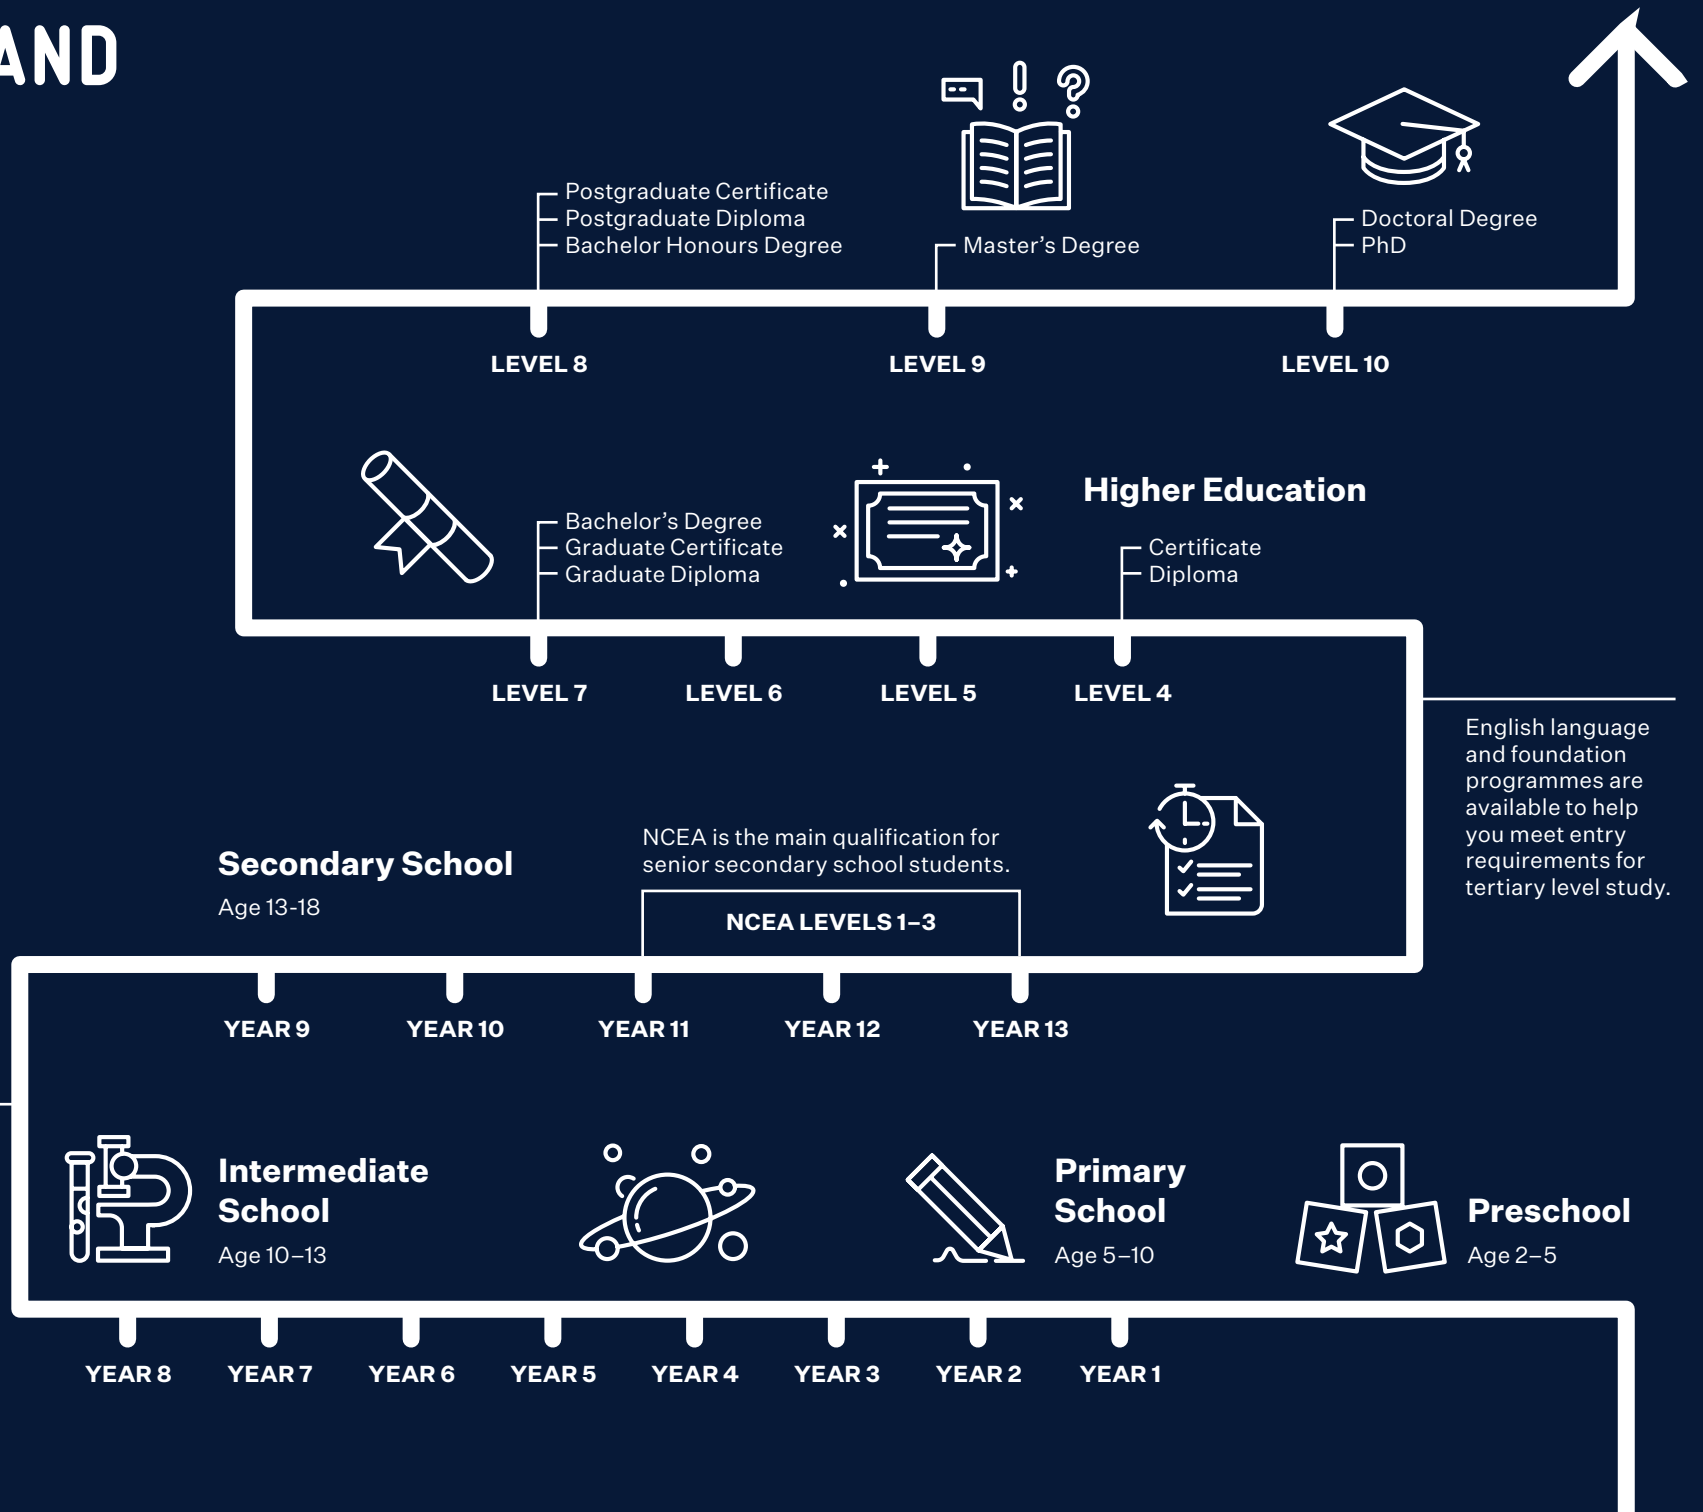 AND
Postgraduate Certificate
Postgraduate Diploma
Bachelor Honours Degree
Master’s Degree
Doctoral Degree
PhD
LEVEL 8
LEVEL 9
LEVEL 10
Higher Education
Bachelor’s Degree
Graduate Certificate
Graduate Diploma
Certificate
Diploma
LEVEL 7
LEVEL 6
LEVEL 5
LEVEL 4
English language
and foundation
programmes are
available to help
you meet entry
requirements for
tertiary level study.
Secondary School
Age 13-18
NCEA is the main qualification for
senior secondary school students.
NCEA LEVELS 1–3
YEAR 9
YEAR 10
YEAR 11
YEAR 12
YEAR 13
Intermediate
School
Age 10–13
Primary
School
Age 5–10
Preschool
Age 2–5
YEAR 8
YEAR 7
YEAR 6
YEAR 5
YEAR 4
YEAR 3
YEAR 2
YEAR 1